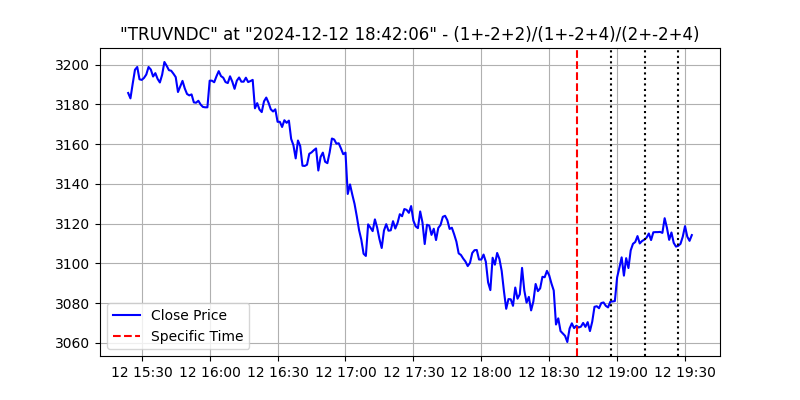 "TRUVNDC" at "2024-12-12 18:42:06" - (1+-2+2)/(1+-2+4)/(2+-2+4)
3200
3180
3160
3140
3120
3100
3080
3060
Close Price
Specific Time
12 15:30 12 16:00 12 16:30 12 17:00 12 17:30 12 18:00 12 18:30 12 19:00 12 19:30